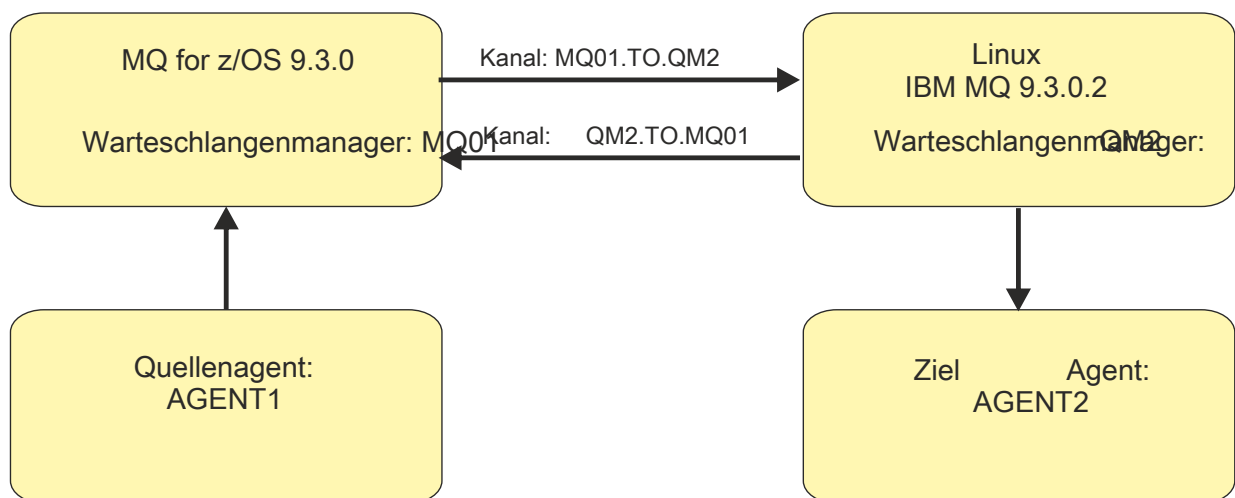 MQ for z/OS 9.3.0
Warteschlangenmanager: MQ01
Kanal: MQ01.TO.QM2
Kanal: QM2.TO.MQ01
Linux
IBM MQ 9.3.0.2
Warteschlangenmanager: QM2
Quellenagent:
AGENT1
Ziel Agent:
AGENT2